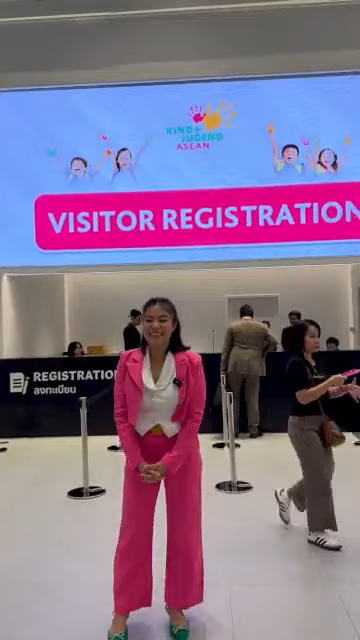 KIND+
JUGEND
ASEAN
VISITOR REGISTRATION
REGISTRATION
ลงทะเบียน